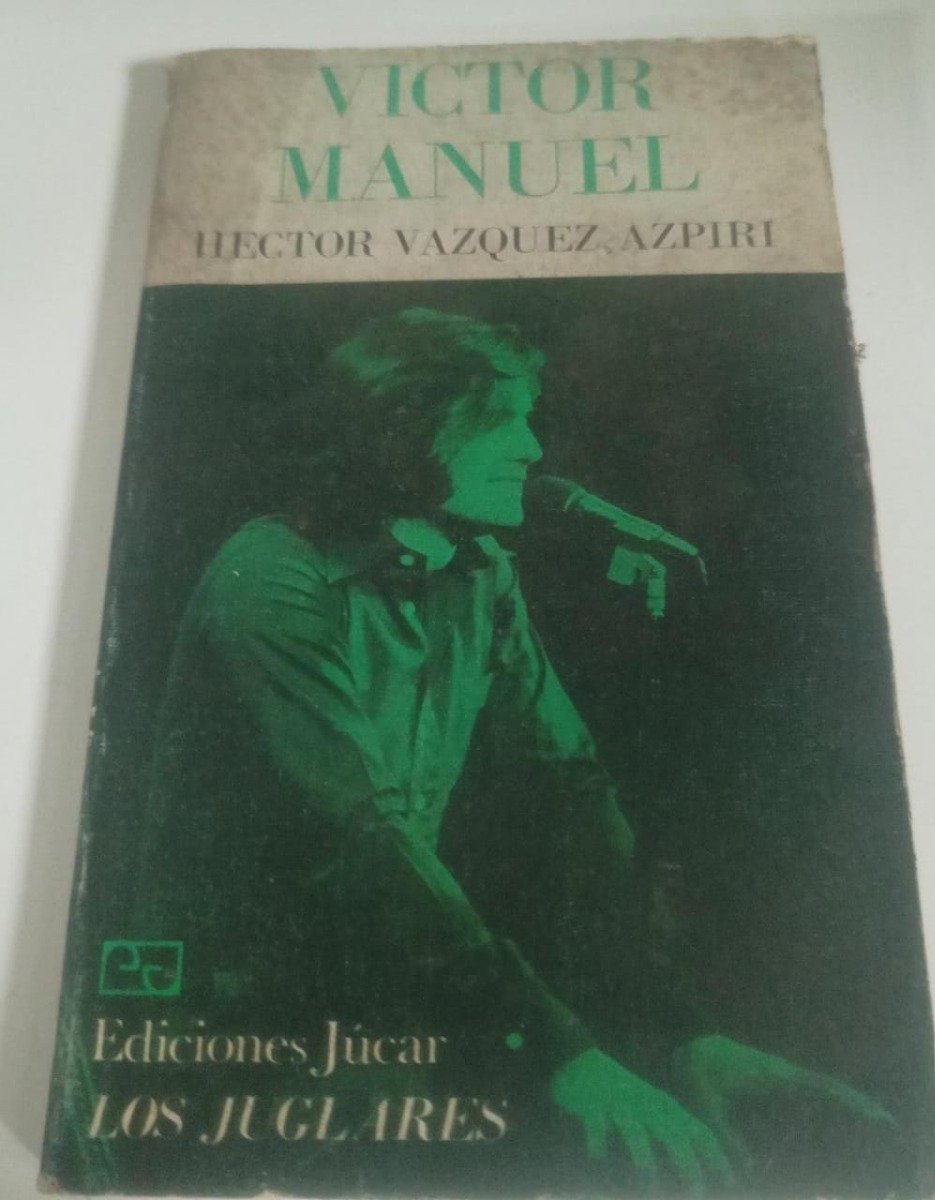 VICTOR
MANUEL
HECTOR VAZQUEZ AZPIRI
Ediciones Júcar
LOS JUGLARES